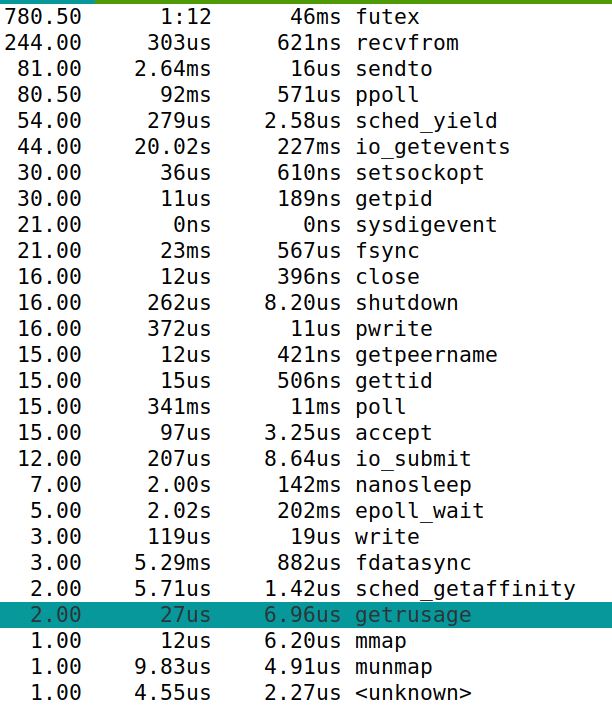 780.50 1:12 46ms futex
244.00 303us 621ns recvfrom
81.00 2.64ms 16us sendto
80.50 92ms 571us ppoll
54.00 279us 2.58us sched_yield
44.00 20.02s 227ms io_getevents
30.00 36us 610ns setsockopt
30.00 11us 189ns getpid
21.00 0ns 0ns sysdigevent
21.00 23ms 567us fsync
16.00 12us 396ns close
16.00 262us 8.20us shutdown
16.00 372us 11us pwrite
15.00 12us 421ns getpeername
15.00 15us 506ns gettid
15.00 341ms 11ms poll
15.00 97us 3.25us accept
12.00 207us 8.64us io_submit
7.00 2.00s 142ms nanosleep
5.00 2.02s 202ms epoll_wait
3.00 119us 19us write
3.00 5.29ms 882us fdatasync
2.00 5.71us 1.42us sched_getaffinity
2.00 27us 6.96us getrusage
1.00 12us 6.20us mmap
1.00 9.83us 4.91us munmap
1.00 4.55us 2.27us <unknown>